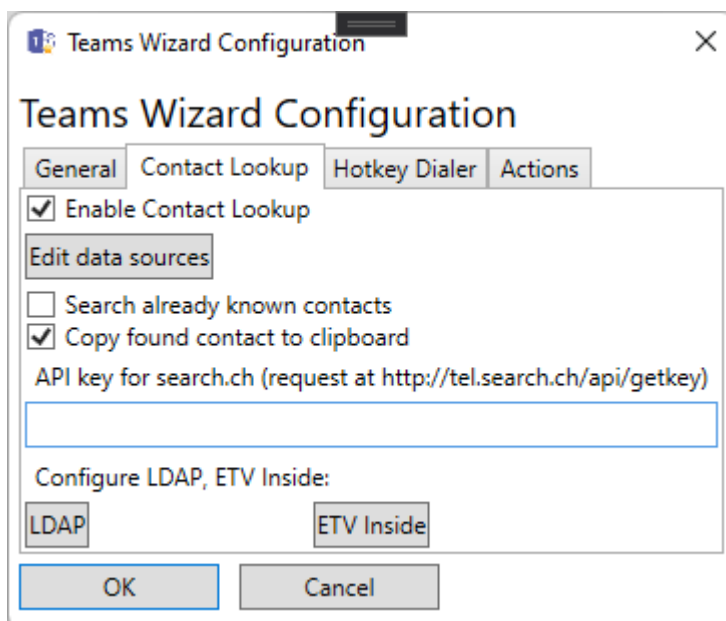 Teams Wizard Configuration
Teams Wizard Configuration
General Contact Lookup Hotkey Dialer Actions
Enable Contact Lookup
Edit data sources
Search already known contacts
Copy found contact to clipboard
API key for search.ch (request at http://tel.search.ch/api/getkey)
Configure LDAP, ETV Inside:
LDAP ETV Inside
OK Cancel